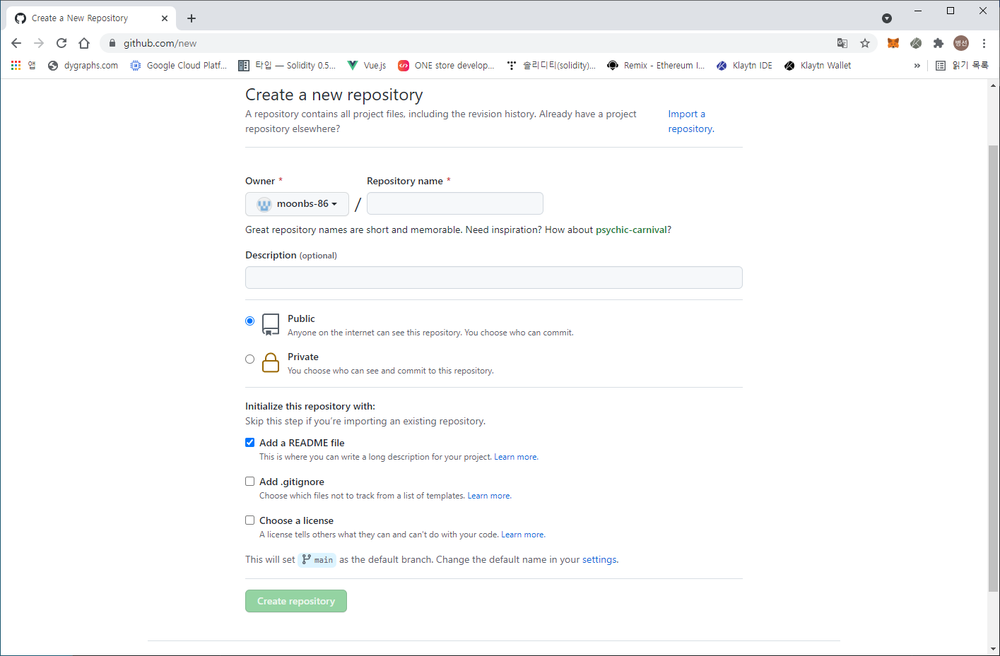 Create a New Repository
github.com/new
병선
앱
dygraphs.com
Google Cloud Platf...
타입 — Solidity 0.5...
Vue.js
ONE store develop...
솔리디티(solidity)...
Remix - Ethereum I...
Klaytn IDE
Klaytn Wallet
»
읽기 목록
Create a new repository
A repository contains all project files, including the revision history. Already have a project
repository elsewhere?
Import a
repository.
Owner *
Repository name *
moonbs-86
/
Great repository names are short and memorable. Need inspiration? How about psychic-carnival?
Description (optional)
Public
Anyone on the internet can see this repository. You choose who can commit.
Private
You choose who can see and commit to this repository.
Initialize this repository with:
Skip this step if you’re importing an existing repository.
Add a README file
This is where you can write a long description for your project. Learn more.
Add .gitignore
Choose which files not to track from a list of templates. Learn more.
Choose a license
A license tells others what they can and can't do with your code. Learn more.
This will set main as the default branch. Change the default name in your settings.
Create repository